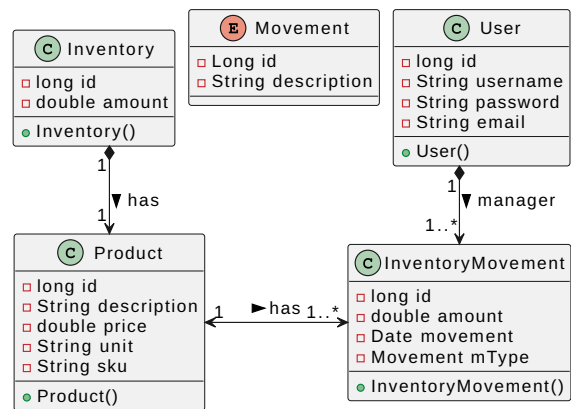 C Inventory
long id
double amount
Inventory()
E Movement
Long id
String description
C User
long id
String username
String password
String email
User()
1
has
1
1
manager
1..*
C Product
long id
String description
double price
String unit
String sku
Product()
1
has
1..*
C InventoryMovement
long id
double amount
Date movement
Movement mType
InventoryMovement()